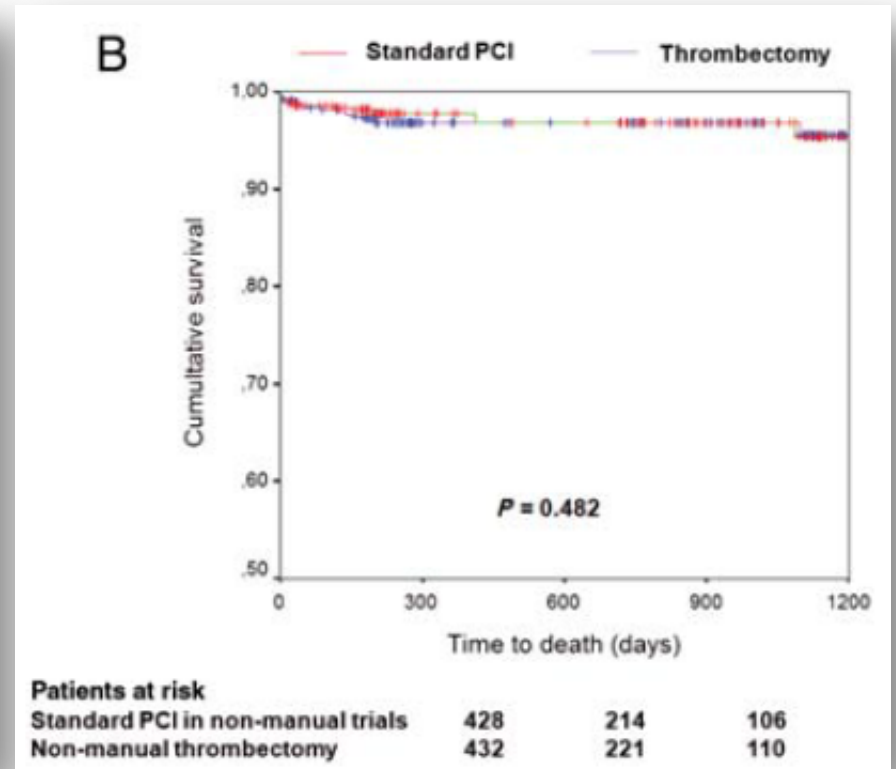 B
Standard PCI Thrombectomy
1,00
,90
,80
,70
,60
,50
Cumultative survival
P = 0.482
0 300 600 900 1200
Time to death (days)
Patients at risk
Standard PCI in non-manual trials 428 214 106
Non-manual thrombectomy 432 221 110